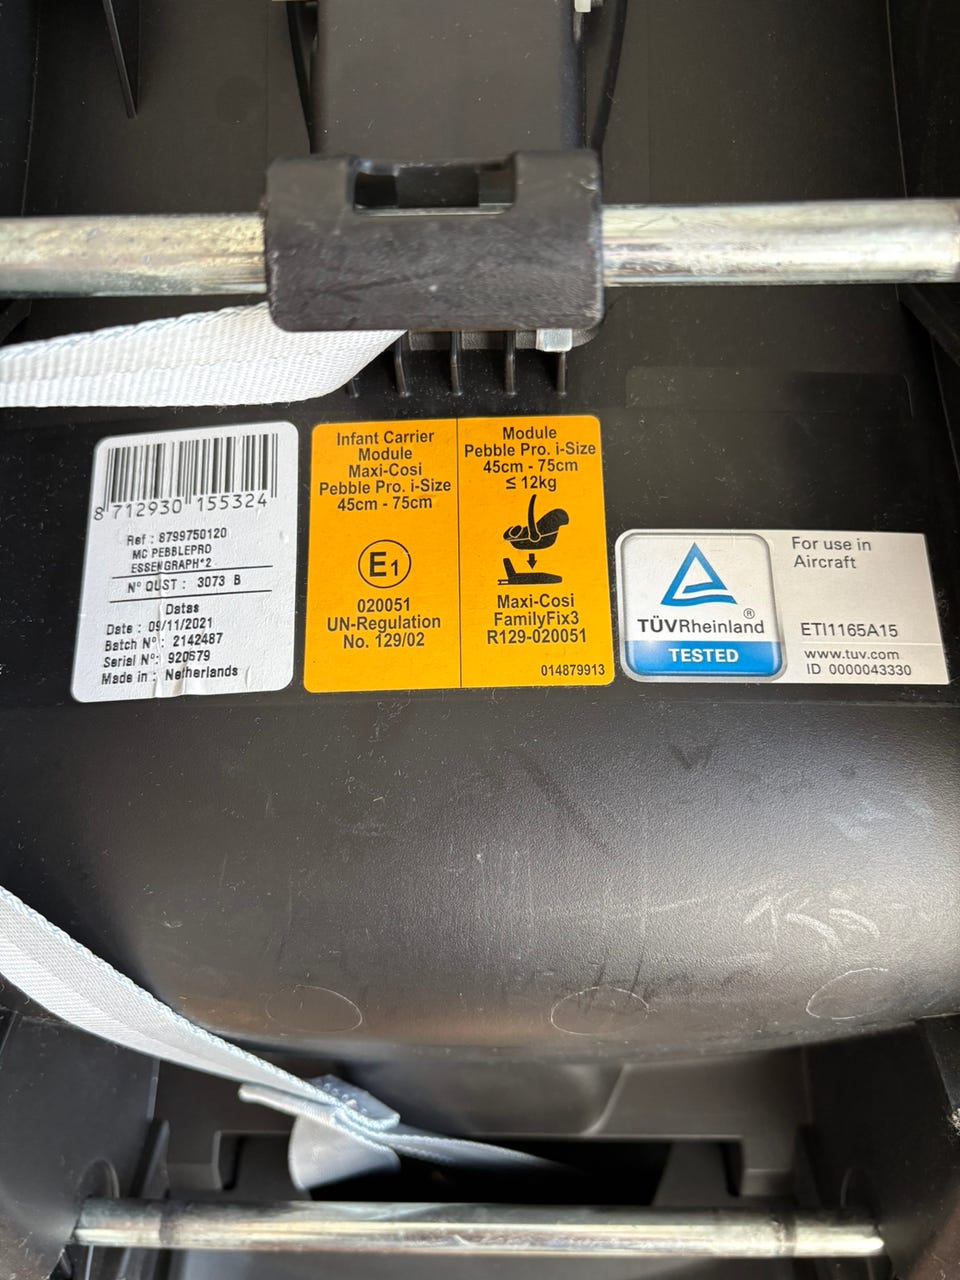 8 712930 155324
Ref : 8799750120
MC PEBBLEPRO
ESSENGRAPH*2
N° QUST : 3073 B
Datas
Date : 09/11/2021
Batch N° : 2142487
Serial N° : 920679
Made in : Netherlands
Infant Carrier
Module
Maxi-Cosi
Pebble Pro. i-Size
45cm - 75cm
E1
020051
UN-Regulation
No. 129/02
Module
Pebble Pro. i-Size
45cm - 75cm
≤ 12kg
Maxi-Cosi
FamilyFix3
R129-020051
014879913
TÜVRheinland®
TESTED
For use in
Aircraft
ETI1165A15
www.tuv.com
ID 0000043330